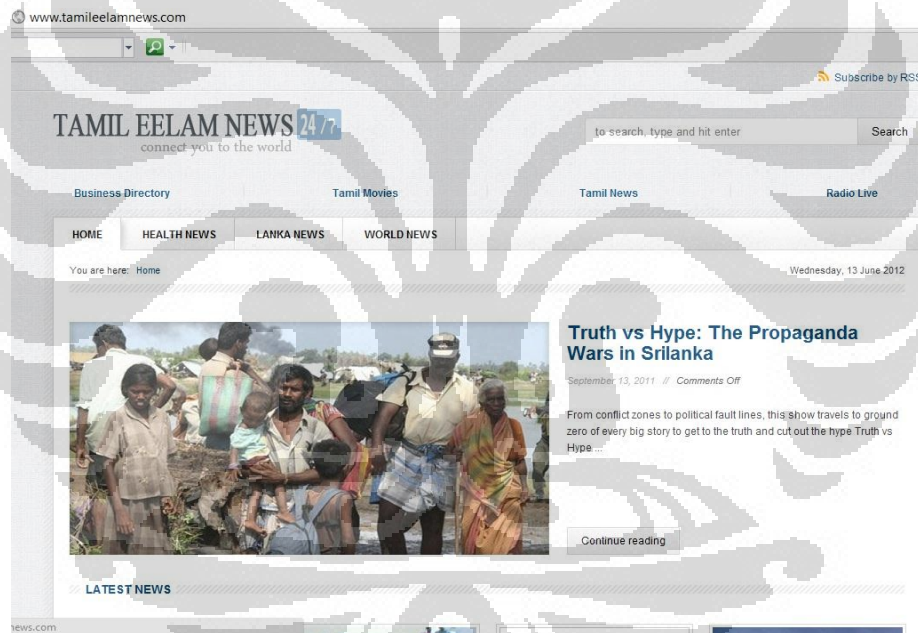 www.tamileelamnews.com
Subscribe by RSS
TAMIL EELAM NEWS 24/7
connect you to the world
to search, type and hit enter
Search
Business Directory
Tamil Movies
Tamil News
Radio Live
HOME
HEALTH NEWS
LANKA NEWS
WORLD NEWS
You are here: Home
Wednesday, 13 June 2012
Truth vs Hype: The Propaganda
Wars in Srilanka
September 13, 2011 // Comments Off
From conflict zones to political fault lines, this show travels to ground
zero of every big story to get to the truth and cut out the hype Truth vs
Hype ...
Continue reading
LATEST NEWS
news.com